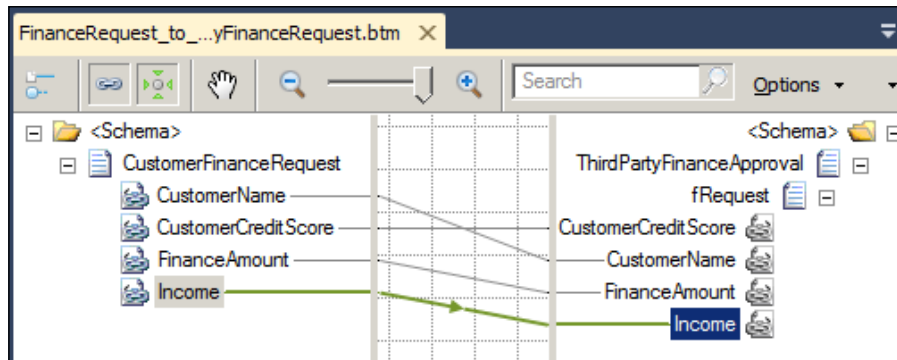 FinanceRequest_to_...yFinanceRequest.btm
Search
Options
<Schema>
<Schema>
CustomerFinanceRequest
ThirdPartyFinanceApproval
CustomerName
fRequest
CustomerCreditScore
CustomerCreditScore
FinanceAmount
CustomerName
Income
FinanceAmount
Income